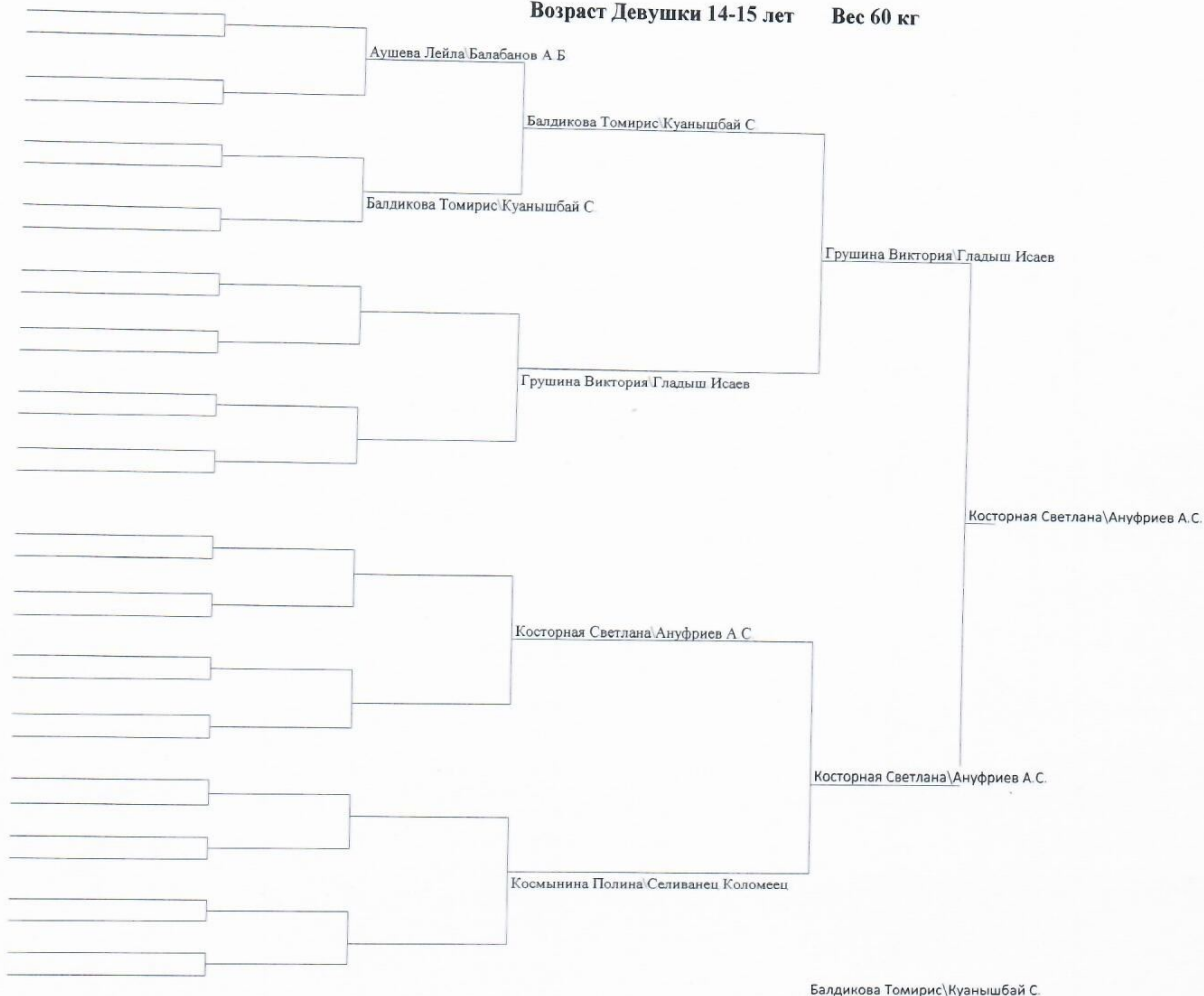 Возраст Девушки 14-15 лет Вес 60 кг
Аушева Лейла\Балабанов А Б
Балдикова Томирис\Куанышбай С
Балдикова Томирис\Куанышбай С
Грушина Виктория\Гладыш Исаев
Грушина Виктория\Гладыш Исаев
Косторная Светлана\Ануфриев А.С.
Косторная Светлана\Ануфриев А С
Косторная Светлана\Ануфриев А.С.
Космынина Полина\Селиванец Коломеец
Балдикова Томирис\Куанышбай С.